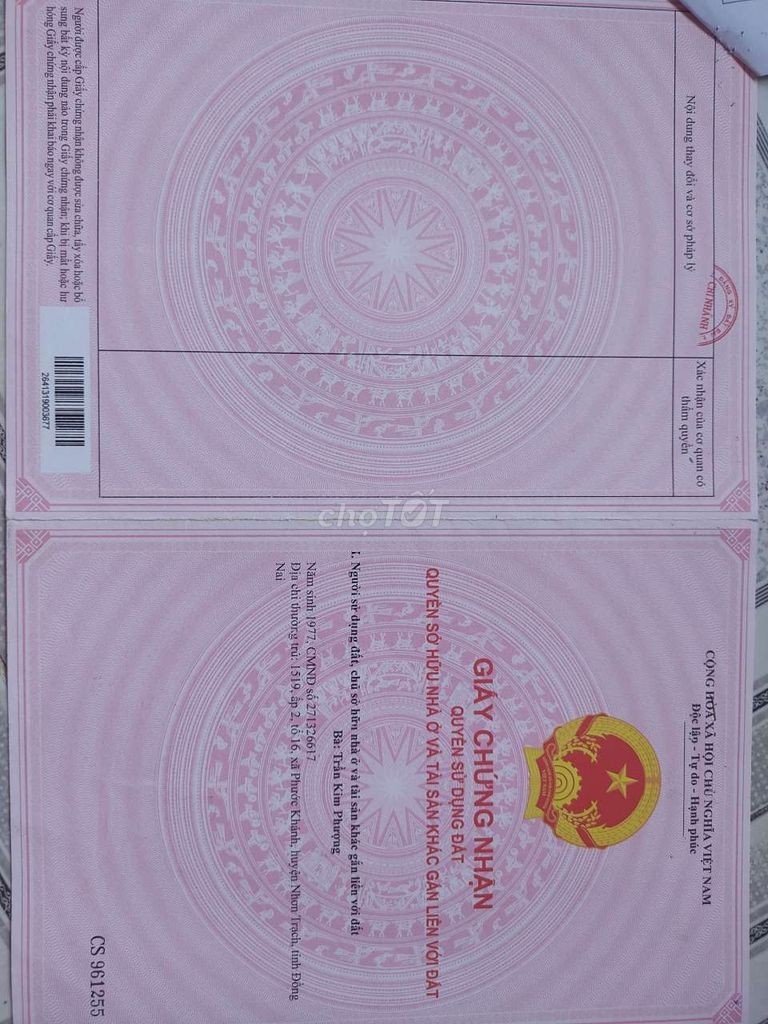 Nội dung thay đổi và cơ sở pháp lý
Xác nhận của cơ quan có
thẩm quyền
CHI NHÁNH
Người được cấp Giấy chứng nhận không được sửa chữa, tẩy xóa hoặc bổ
sung bất kỳ nội dung nào trong Giấy chứng nhận; khi bị mất hoặc hư
hỏng Giấy chứng nhận phải khai báo ngay với cơ quan cấp Giấy.
2641319003677
chợTỐT
CỘNG HÒA XÃ HỘI CHỦ NGHĨA VIỆT NAM
Độc lập - Tự do - Hạnh phúc
GIẤY CHỨNG NHẬN
QUYỀN SỬ DỤNG ĐẤT
QUYỀN SỞ HỮU NHÀ Ở VÀ TÀI SẢN KHÁC GẮN LIỀN VỚI ĐẤT
I. Người sử dụng đất, chủ sở hữu nhà ở và tài sản khác gắn liền với đất
Bà: Trần Kim Phượng
Năm sinh 1977, CMND số 271326617
Địa chỉ thường trú: 1519, ấp 2, tổ 16, xã Phước Khánh, huyện Nhơn Trạch, tỉnh Đồng
Nai
CS 961255